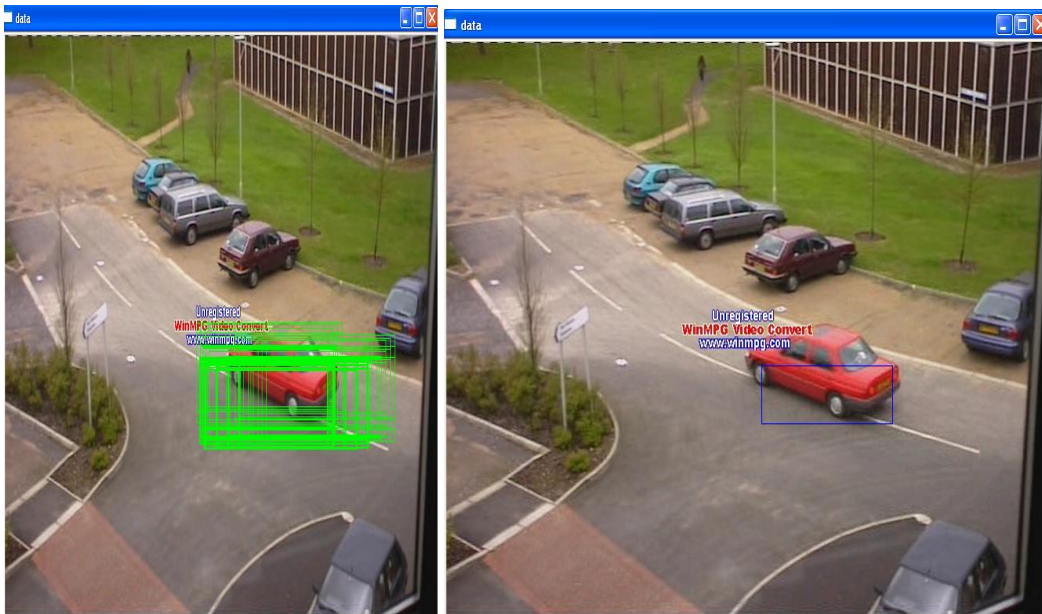 data
Unregistered
WinMPG Video Convert
www.winmpg.com
data
Unregistered
WinMPG Video Convert
www.winmpg.com